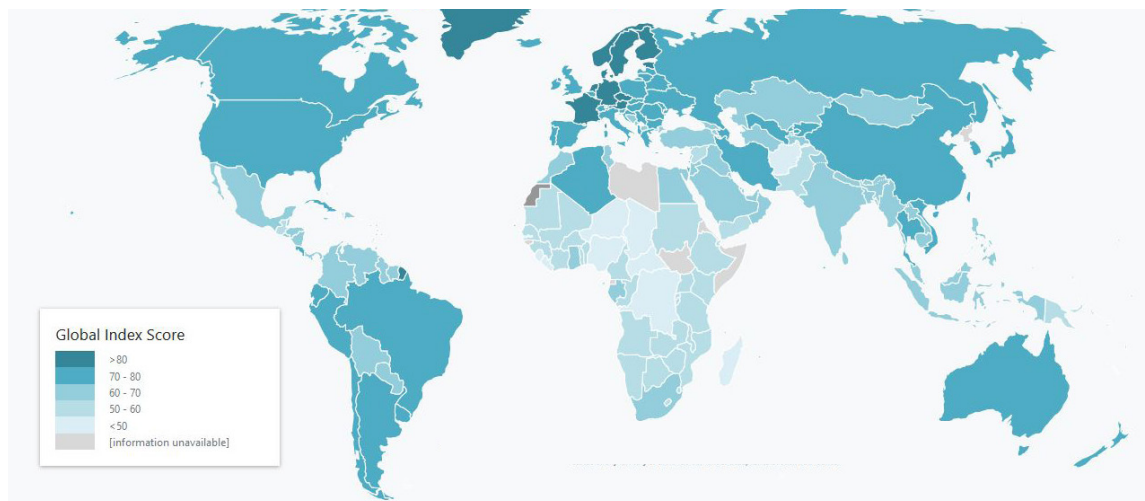 Global Index Score
>80
70 - 80
60 - 70
50 - 60
<50
[information unavailable]